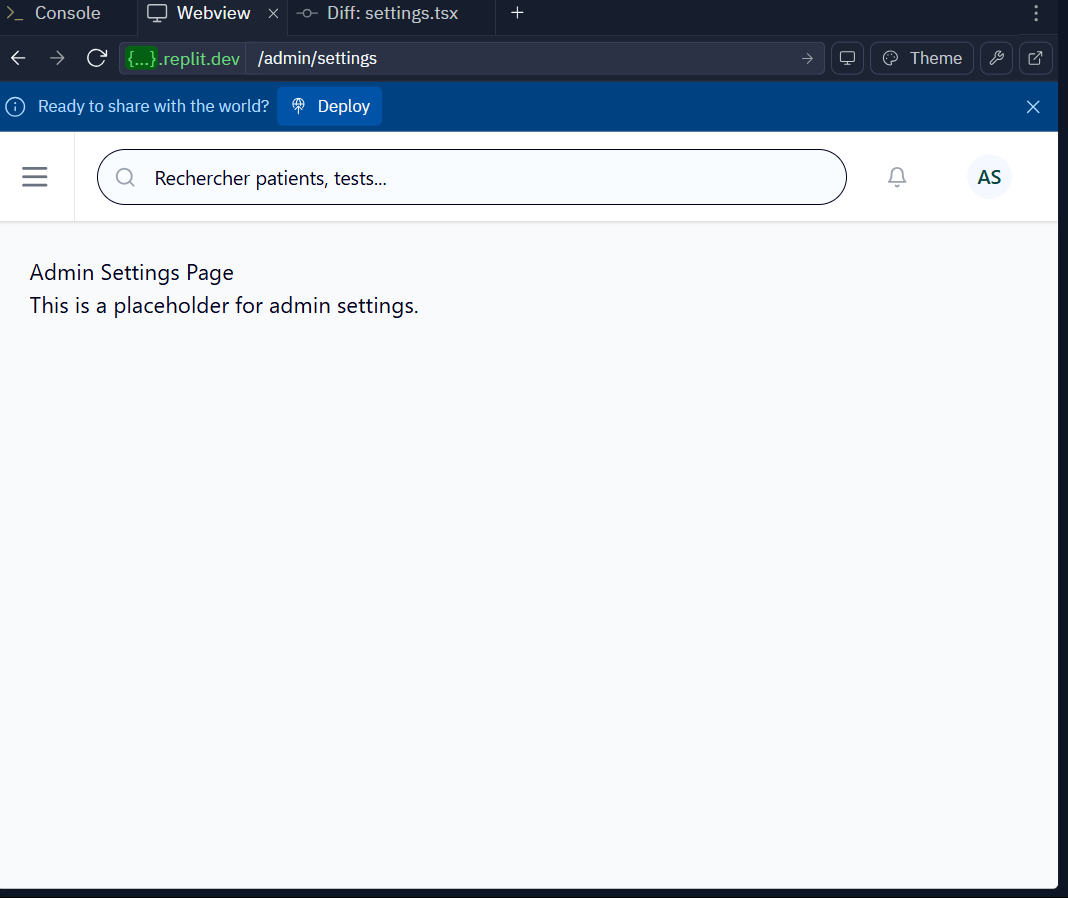 >_ Console
Webview
Diff: settings.tsx
{...}.replit.dev
/admin/settings
Theme
Ready to share with the world?
Deploy
Rechercher patients, tests...
AS
Admin Settings Page
This is a placeholder for admin settings.